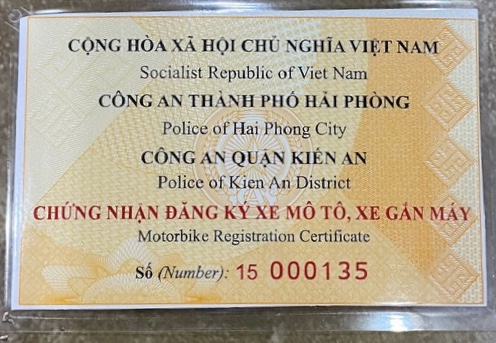 CỘNG HÒA XÃ HỘI CHỦ NGHĨA VIỆT NAM
Socialist Republic of Viet Nam
CÔNG AN THÀNH PHỐ HẢI PHÒNG
Police of Hai Phong City
CÔNG AN QUẬN KIẾN AN
Police of Kien An District
CHỨNG NHẬN ĐĂNG KÝ XE MÔ TÔ, XE GẮN MÁY
Motorbike Registration Certificate
Số (Number): 15 000135